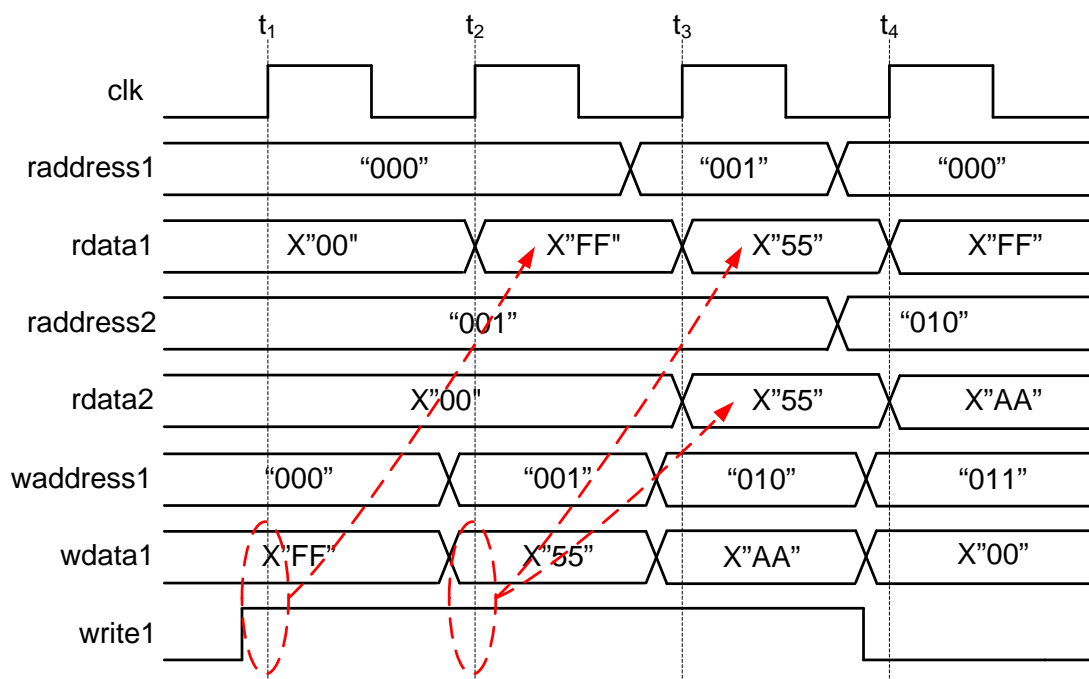 t1 t2 t3 t4
clk
raddress1 “000” “001” “000”
rdata1 X”00" X”FF" X”55” X”FF”
raddress2 “001” “010”
rdata2 X”00" X”55” X”AA”
waddress1 “000” “001” “010” “011”
wdata1 X”FF” X”55” X”AA” X”00”
write1